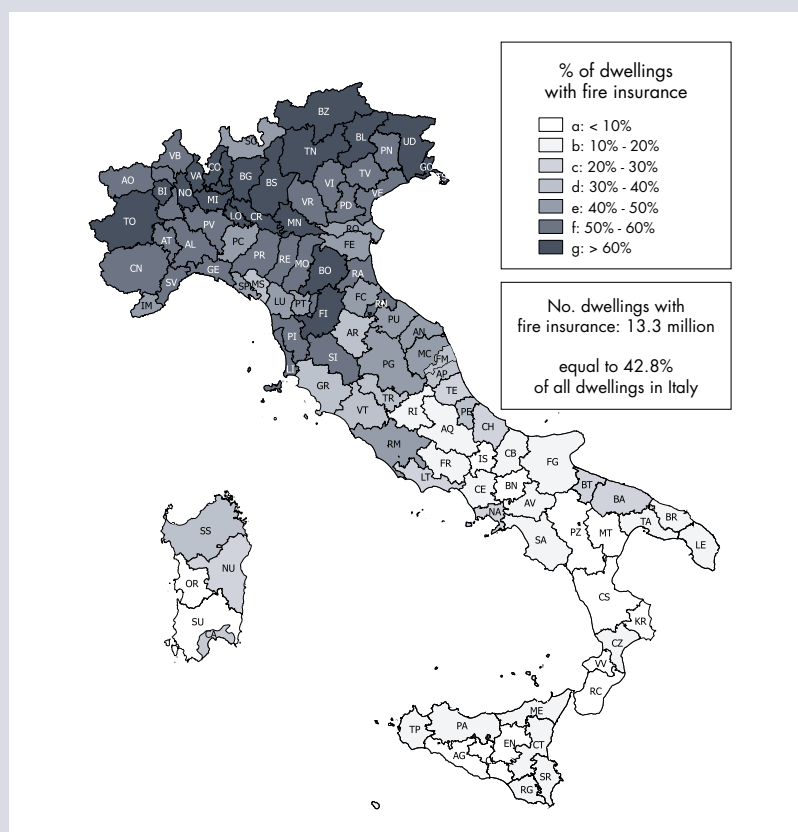 % of dwellings
with fire insurance
a: < 10%
b: 10% - 20%
c: 20% - 30%
d: 30% - 40%
e: 40% - 50%
f: 50% - 60%
g: > 60%
No. dwellings with
fire insurance: 13.3 million
equal to 42.8%
of all dwellings in Italy
BZ
SO
BL
UD
TN
PN
VB
CO
GO
AO
VA
BG
TV
BI
NO
BS
VI
VE
MI
VR
PD
TO
LO
CR
MN
PV
RO
AT
AL
PC
FE
PR
RE
MO
CN
GE
BO
RA
SV
SP
MS
FC
RN
IM
LU
PT
FI
PU
AR
AN
PI
MC
FM
SI
PG
AP
LI
GR
TE
TR
VT
RI
PE
AQ
CH
RM
IS
CB
FG
FR
LT
CE
BN
BT
BA
AV
NA
BR
TA
SS
SA
PZ
MT
LE
NU
OR
CS
SU
KR
CA
CZ
VV
RC
ME
TP
PA
EN
CT
AG
SR
RG